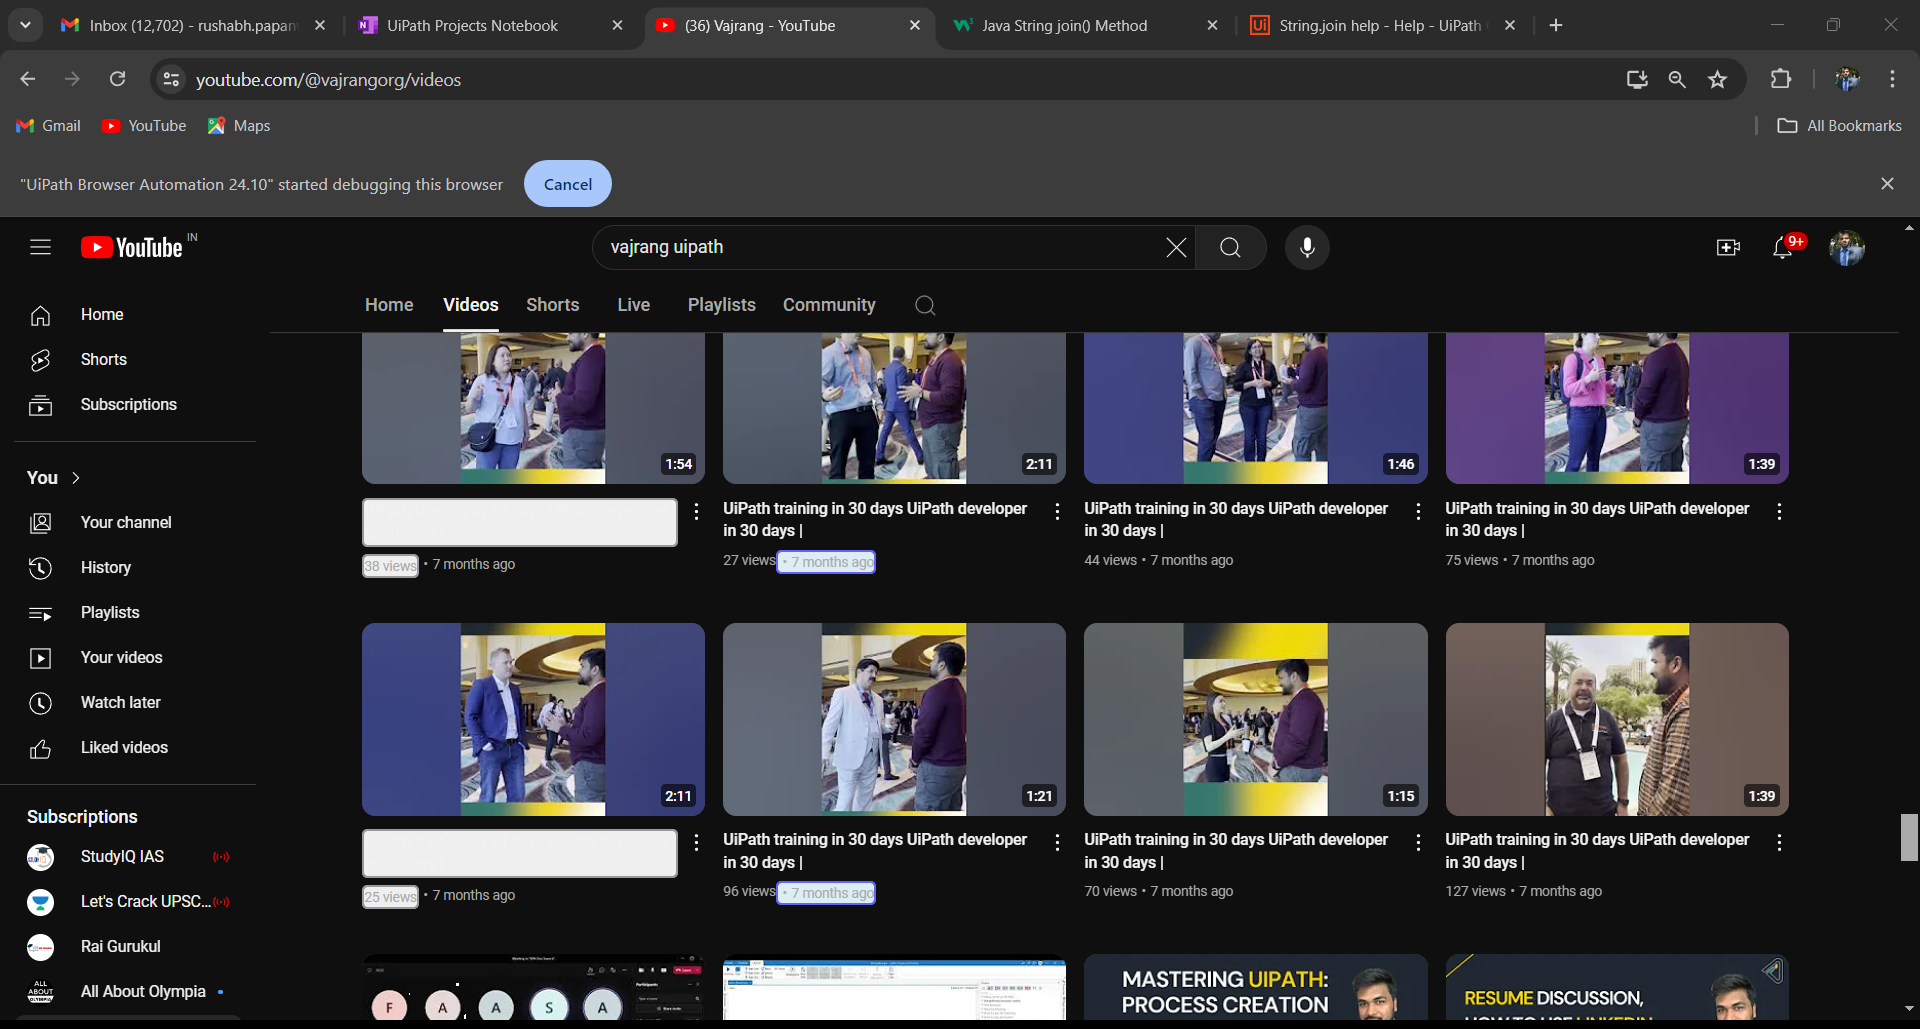 Inbox (12,702) - rushabh.papan
UiPath Projects Notebook
(36) Vajrang - YouTube
Java String join() Method
String.join help - Help - UiPath
youtube.com/@vajrangorg/videos
Gmail
YouTube
Maps
All Bookmarks
"UiPath Browser Automation 24.10" started debugging this browser
Cancel
YouTube IN
vajrang uipath
9+
Home
Videos
Shorts
Live
Playlists
Community
Home
Shorts
Subscriptions
You
Your channel
History
Playlists
Your videos
Watch later
Liked videos
Subscriptions
StudyIQ IAS
Let's Crack UPSC...
Rai Gurukul
ALL ABOUT OLYMPIA
All About Olympia
1:54
2:11
1:46
1:39
38 views • 7 months ago
UiPath training in 30 days UiPath developer
in 30 days |
27 views • 7 months ago
UiPath training in 30 days UiPath developer
in 30 days |
44 views • 7 months ago
UiPath training in 30 days UiPath developer
in 30 days |
75 views • 7 months ago
2:11
1:21
1:15
1:39
25 views • 7 months ago
UiPath training in 30 days UiPath developer
in 30 days |
96 views • 7 months ago
UiPath training in 30 days UiPath developer
in 30 days |
70 views • 7 months ago
UiPath training in 30 days UiPath developer
in 30 days |
127 views • 7 months ago
Participants
F A A S A
MASTERING UIPATH:
PROCESS CREATION
RESUME DISCUSSION,
HOW TO USE LINKEDIN